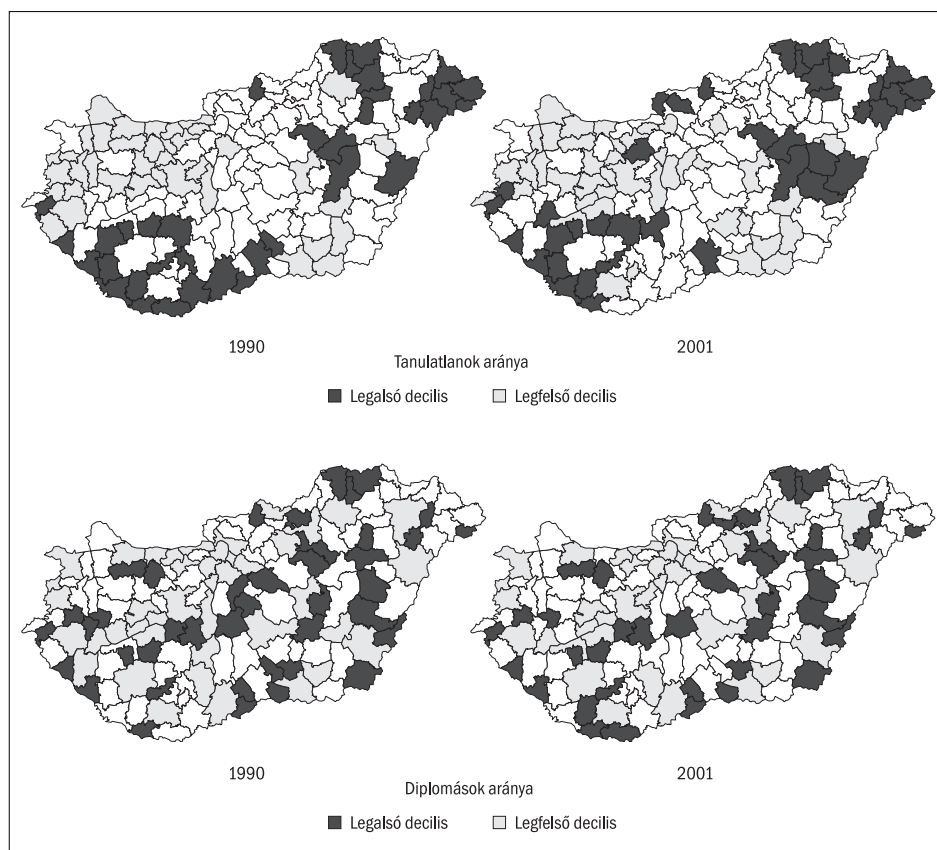 1990 2001
Tanulatlanok aránya
Legalsó decilis Legfelső decilis
1990 2001
Diplomások aránya
Legalsó decilis Legfelső decilis